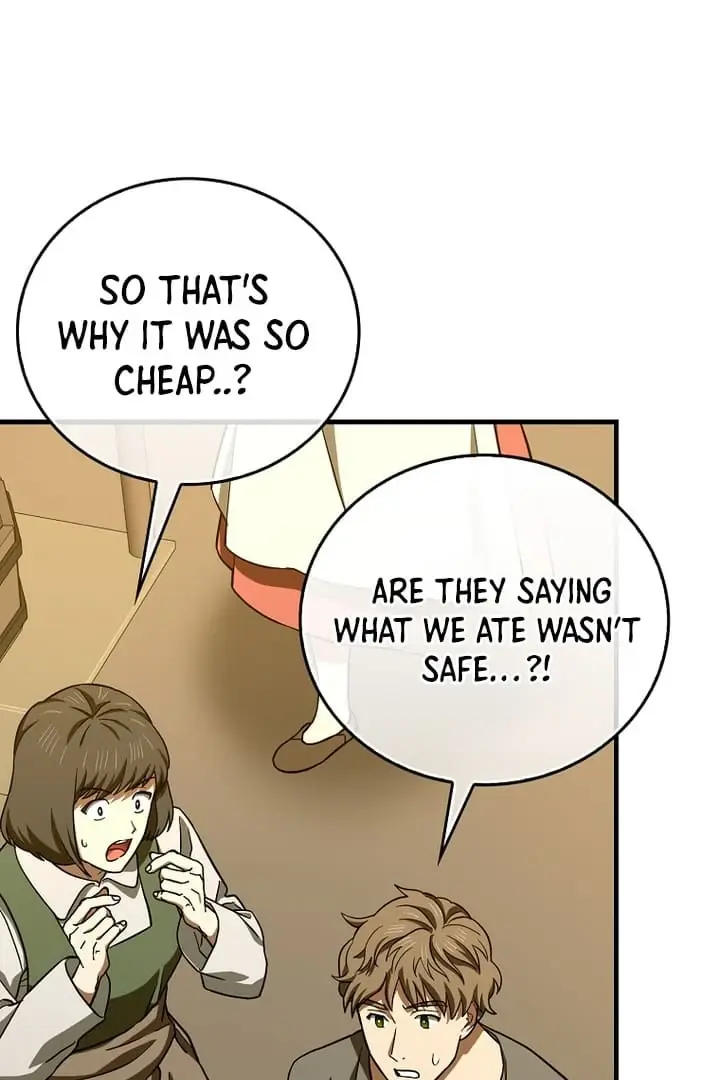 SO THAT'S
WHY IT WAS SO
CHEAP..?
ARE THEY SAYING
WHAT WE ATE WASN'T
SAFE...?!